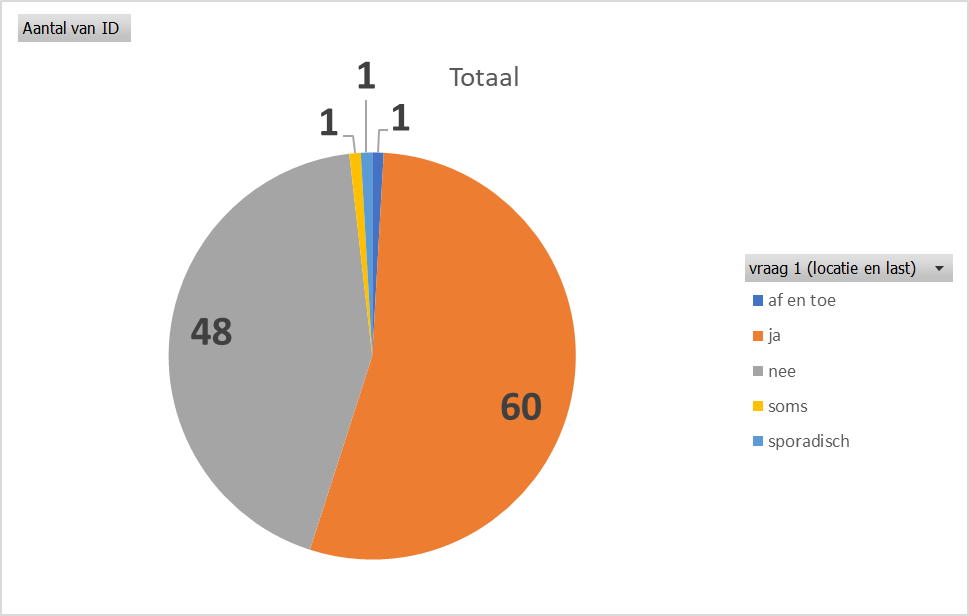 Aantal van ID
Totaal
1
1
1
48
60
vraag 1 (locatie en last)
af en toe
ja
nee
soms
sporadisch